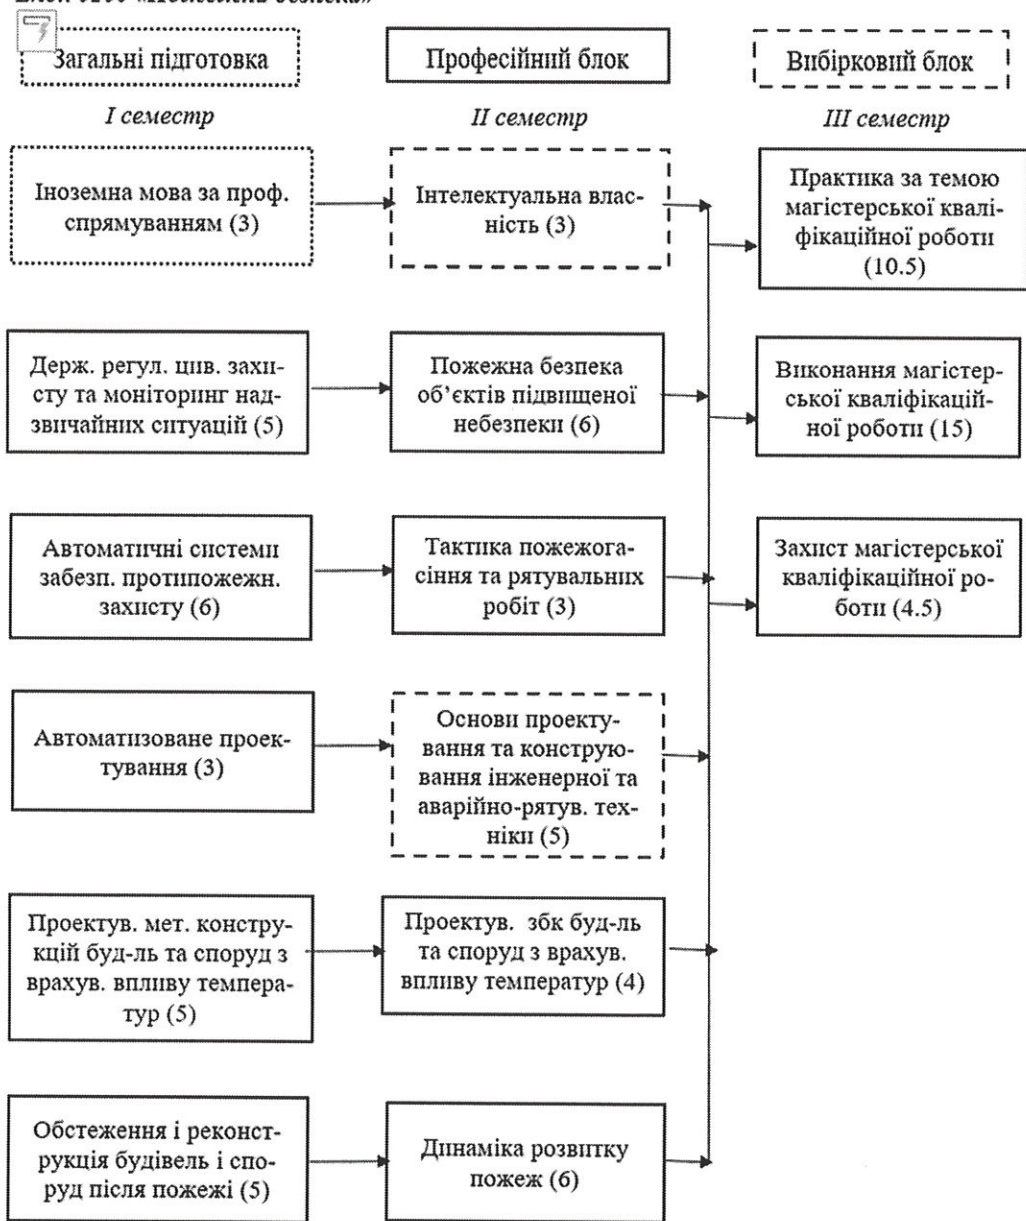 Загальні підготовка
Професійний блок
Вибірковий блок
I семестр
II семестр
III семестр
Іноземна мова за проф.
спрямуванням (3)
Інтелектуальна влас-
ність (3)
Практика за темою
магістерської квалі-
фікаційної роботи
(10.5)
Держ. регул. цив. захи-
сту та моніторинг над-
звичайних ситуацій (5)
Пожежна безпека
об’єктів підвищеної
небезпеки (6)
Виконання магістер-
ської кваліфікацій-
ної роботи (15)
Автоматичні системи
забезп. протипожежн.
захисту (6)
Тактика пожежога-
сіння та рятувальних
робіт (3)
Захист магістерської
кваліфікаційної ро-
боти (4.5)
Автоматизоване проек-
тування (3)
Основи проекту-
вання та конструю-
вання інженерної та
аварійно-рятув. тех-
ніки (5)
Проектув. мет. констру-
кцій буд-ль та споруд з
врахув. впливу темпера-
тур (5)
Проектув. збк буд-ль
та споруд з врахув.
впливу температур (4)
Обстеження і реконст-
рукція будівель і спо-
руд після пожежі (5)
Динаміка розвитку
пожеж (6)